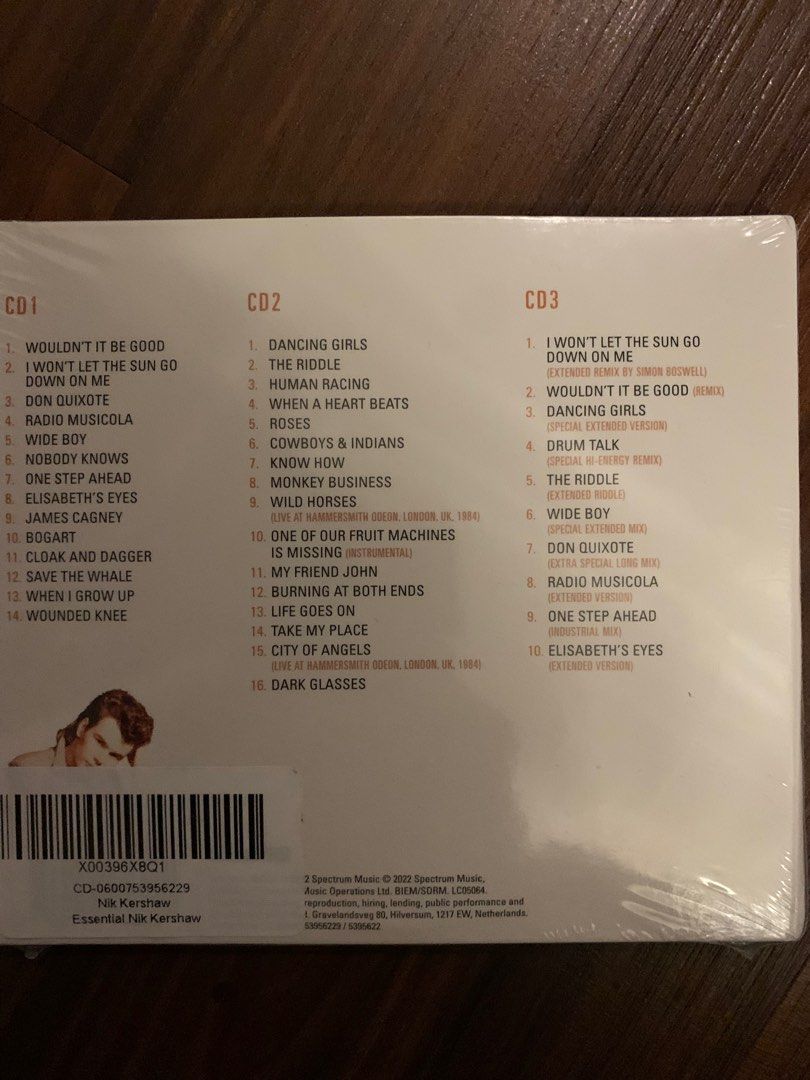 CD1
1. WOULDN'T IT BE GOOD
2. I WON'T LET THE SUN GO
DOWN ON ME
3. DON QUIXOTE
4. RADIO MUSICOLA
5. WIDE BOY
6. NOBODY KNOWS
7. ONE STEP AHEAD
8. ELISABETH'S EYES
9. JAMES CAGNEY
10. BOGART
11. CLOAK AND DAGGER
12. SAVE THE WHALE
13. WHEN I GROW UP
14. WOUNDED KNEE
CD2
1. DANCING GIRLS
2. THE RIDDLE
3. HUMAN RACING
4. WHEN A HEART BEATS
5. ROSES
6. COWBOYS & INDIANS
7. KNOW HOW
8. MONKEY BUSINESS
9. WILD HORSES
(LIVE AT HAMMERSMITH ODEON, LONDON, UK, 1984)
10. ONE OF OUR FRUIT MACHINES
IS MISSING (INSTRUMENTAL)
11. MY FRIEND JOHN
12. BURNING AT BOTH ENDS
13. LIFE GOES ON
14. TAKE MY PLACE
15. CITY OF ANGELS
(LIVE AT HAMMERSMITH ODEON, LONDON, UK, 1984)
16. DARK GLASSES
CD3
1. I WON'T LET THE SUN GO
DOWN ON ME
(EXTENDED REMIX BY SIMON BOSWELL)
2. WOULDN'T IT BE GOOD (REMIX)
3. DANCING GIRLS
(SPECIAL EXTENDED VERSION)
4. DRUM TALK
(SPECIAL HI-ENERGY REMIX)
5. THE RIDDLE
(EXTENDED RIDDLE)
6. WIDE BOY
(SPECIAL EXTENDED MIX)
7. DON QUIXOTE
(EXTRA SPECIAL LONG MIX)
8. RADIO MUSICOLA
(EXTENDED VERSION)
9. ONE STEP AHEAD
(INDUSTRIAL MIX)
10. ELISABETH'S EYES
(EXTENDED VERSION)
X00396X8Q1
CD-0600753956229
Nik Kershaw
Essential Nik Kershaw
2 Spectrum Music © 2022 Spectrum Music,
Music Operations Ltd. BIEM/SDRM. LC05064.
reproduction, hiring, lending, public performance and
Gravelandsveg 80, Hilversum, 1217 EW, Netherlands.
53956229 / 5395622